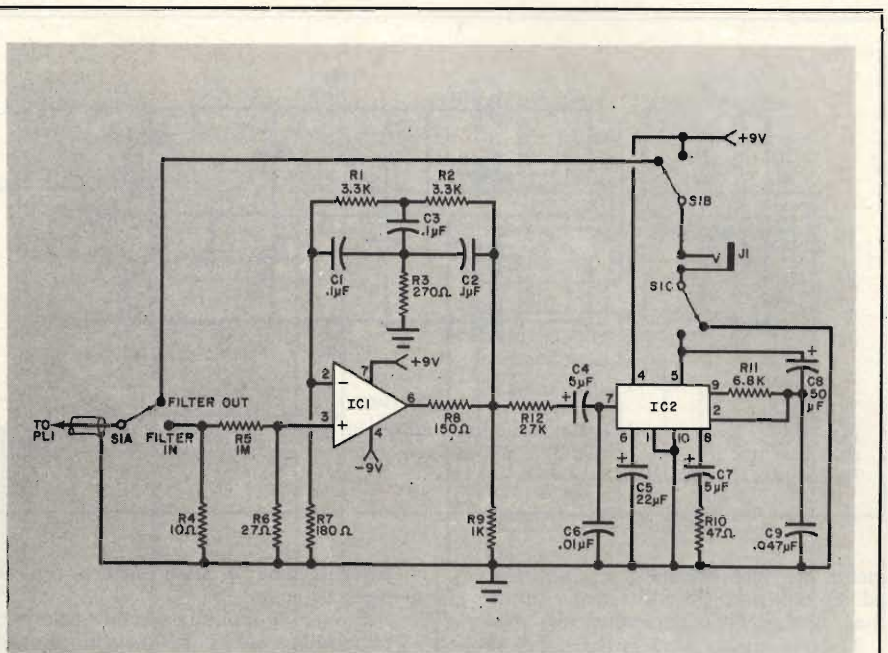 +9V
R1
3.3K
R2
3.3K
C3
.1µF
S1B
J1
C1
.1µF
R3
270Ω
C2
.1µF
S1C
+9V
C4
5µF
R11
6.8K
C8
50
µF
FILTER OUT
2
7
IC1
6
3
4
-9V
R8
150Ω
R12
27K
4
5
9
7
IC2
2
6
1
10
8
TO
PL1
S1A
FILTER
IN
R5
1M
C5
22µF
C7
5µF
R4
10Ω
R6
27Ω
R7
180Ω
R9
1K
C6
.01µF
R10
47Ω
C9
.047µF